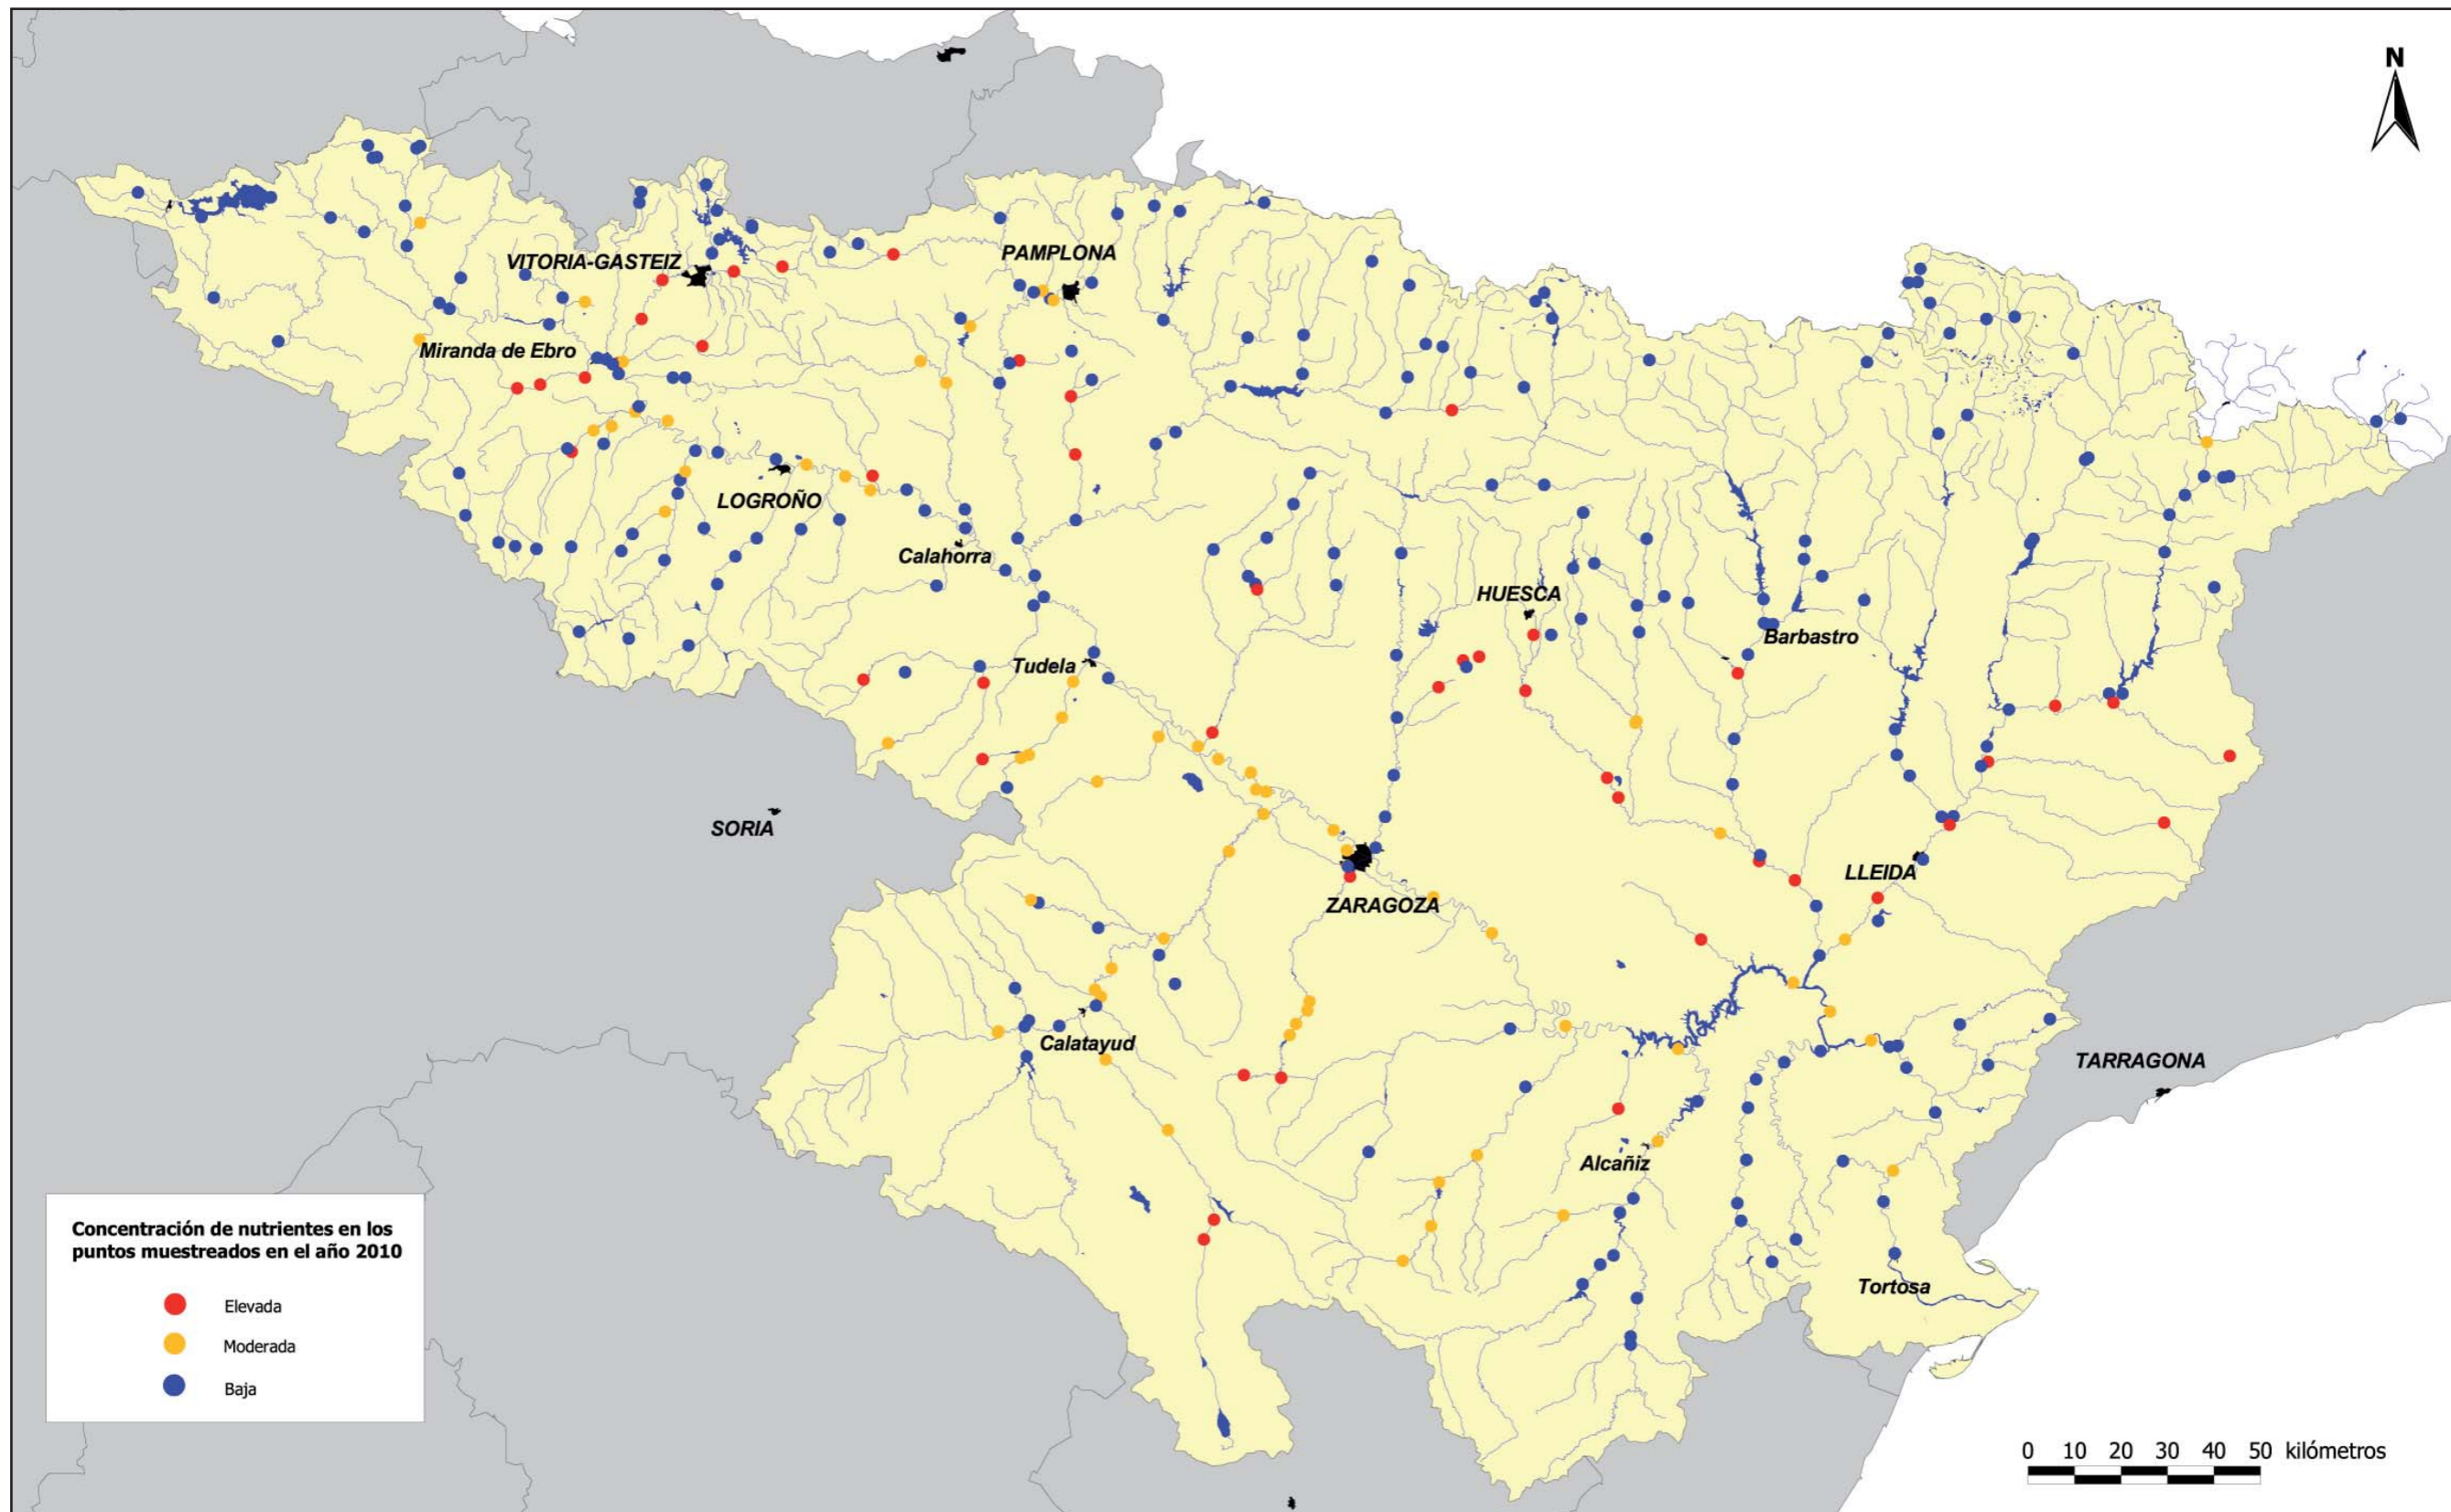 N
VITORIA-GASTEIZ
PAMPLONA
Miranda de Ebro
LOGROÑO
Calahorra
HUESCA
Barbastro
Tudela
SORIA
LLEIDA
ZARAGOZA
Calatayud
TARRAGONA
Alcañiz
Tortosa
Concentración de nutrientes en los
puntos muestreados en el año 2010
Elevada
Moderada
Baja
0 10 20 30 40 50 kilómetros